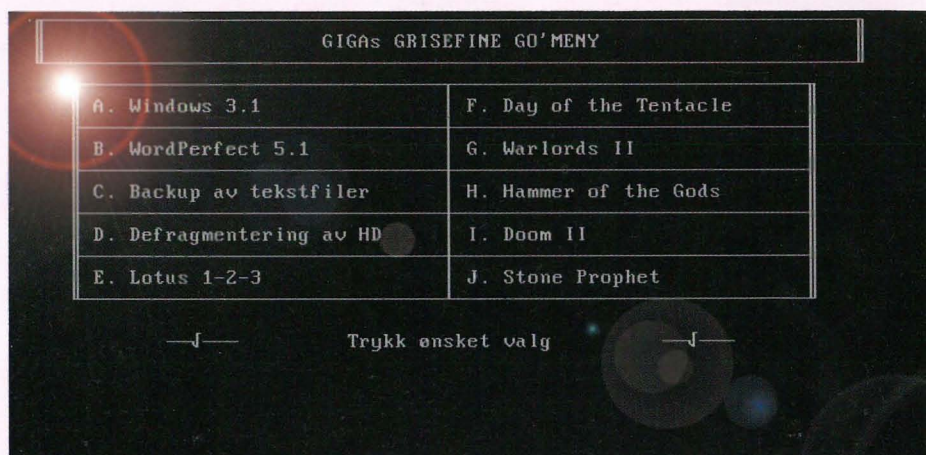 GIGAs GRISEFINE GO'MENY
A. Windows 3.1
F. Day of the Tentacle
B. WordPerfect 5.1
G. Warlords II
C. Backup av tekstfiler
H. Hammer of the Gods
D. Defragmentering av HD
I. Doom II
E. Lotus 1-2-3
J. Stone Prophet
Trykk ønsket valg